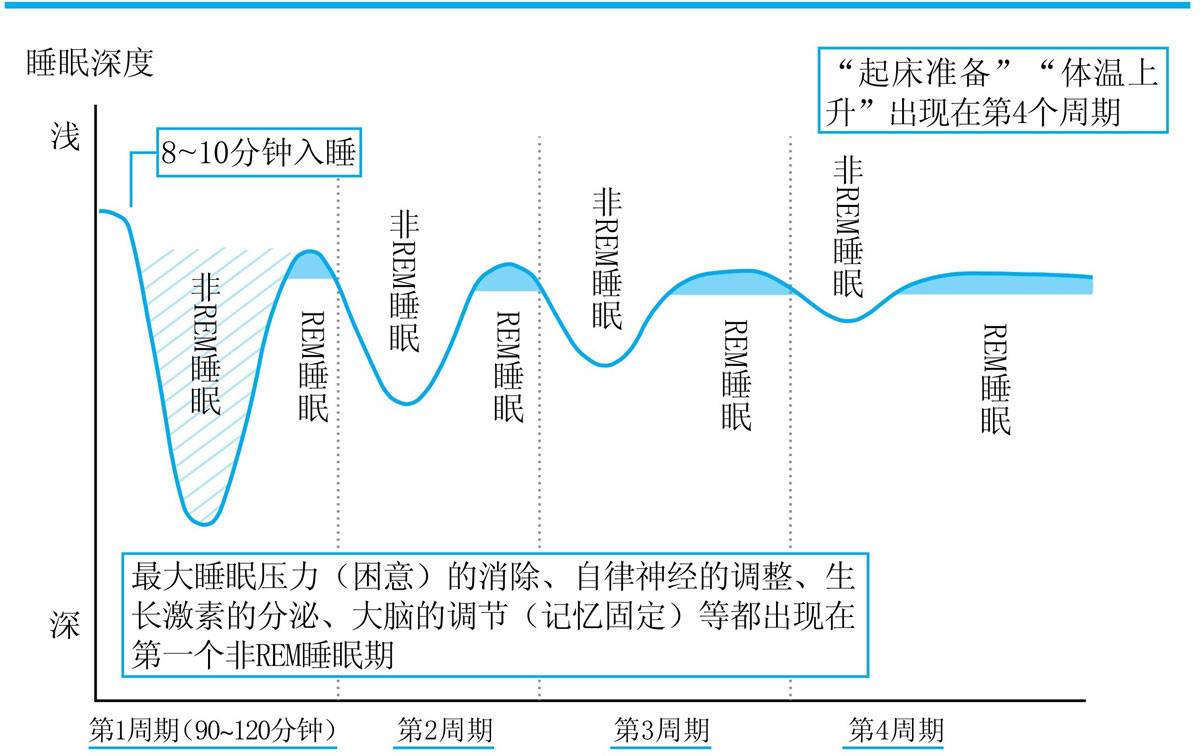 睡眠深度
浅
深
“起床准备”“体温上
升”出现在第4个周期
8~10分钟入睡
非REM睡眠
REM睡眠
非REM睡眠
REM睡眠
非REM睡眠
REM睡眠
非REM睡眠
REM睡眠
最大睡眠压力（困意）的消除、自律神经的调整、生
长激素的分泌、大脑的调节（记忆固定）等都出现在
第一个非REM睡眠期
第1周期（90~120分钟）
第2周期
第3周期
第4周期